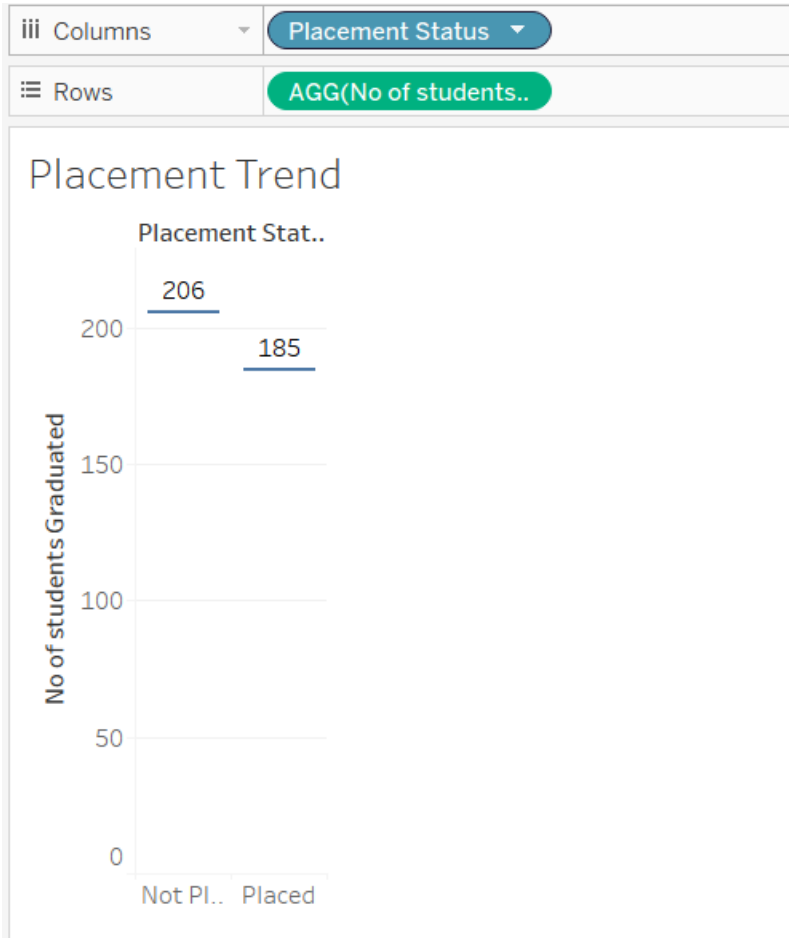 Columns Placement Status
Rows AGG(No of students..
Placement Trend
Placement Stat..
206
200
185
150
No of students Graduated
100
50
0
Not Pl.. Placed